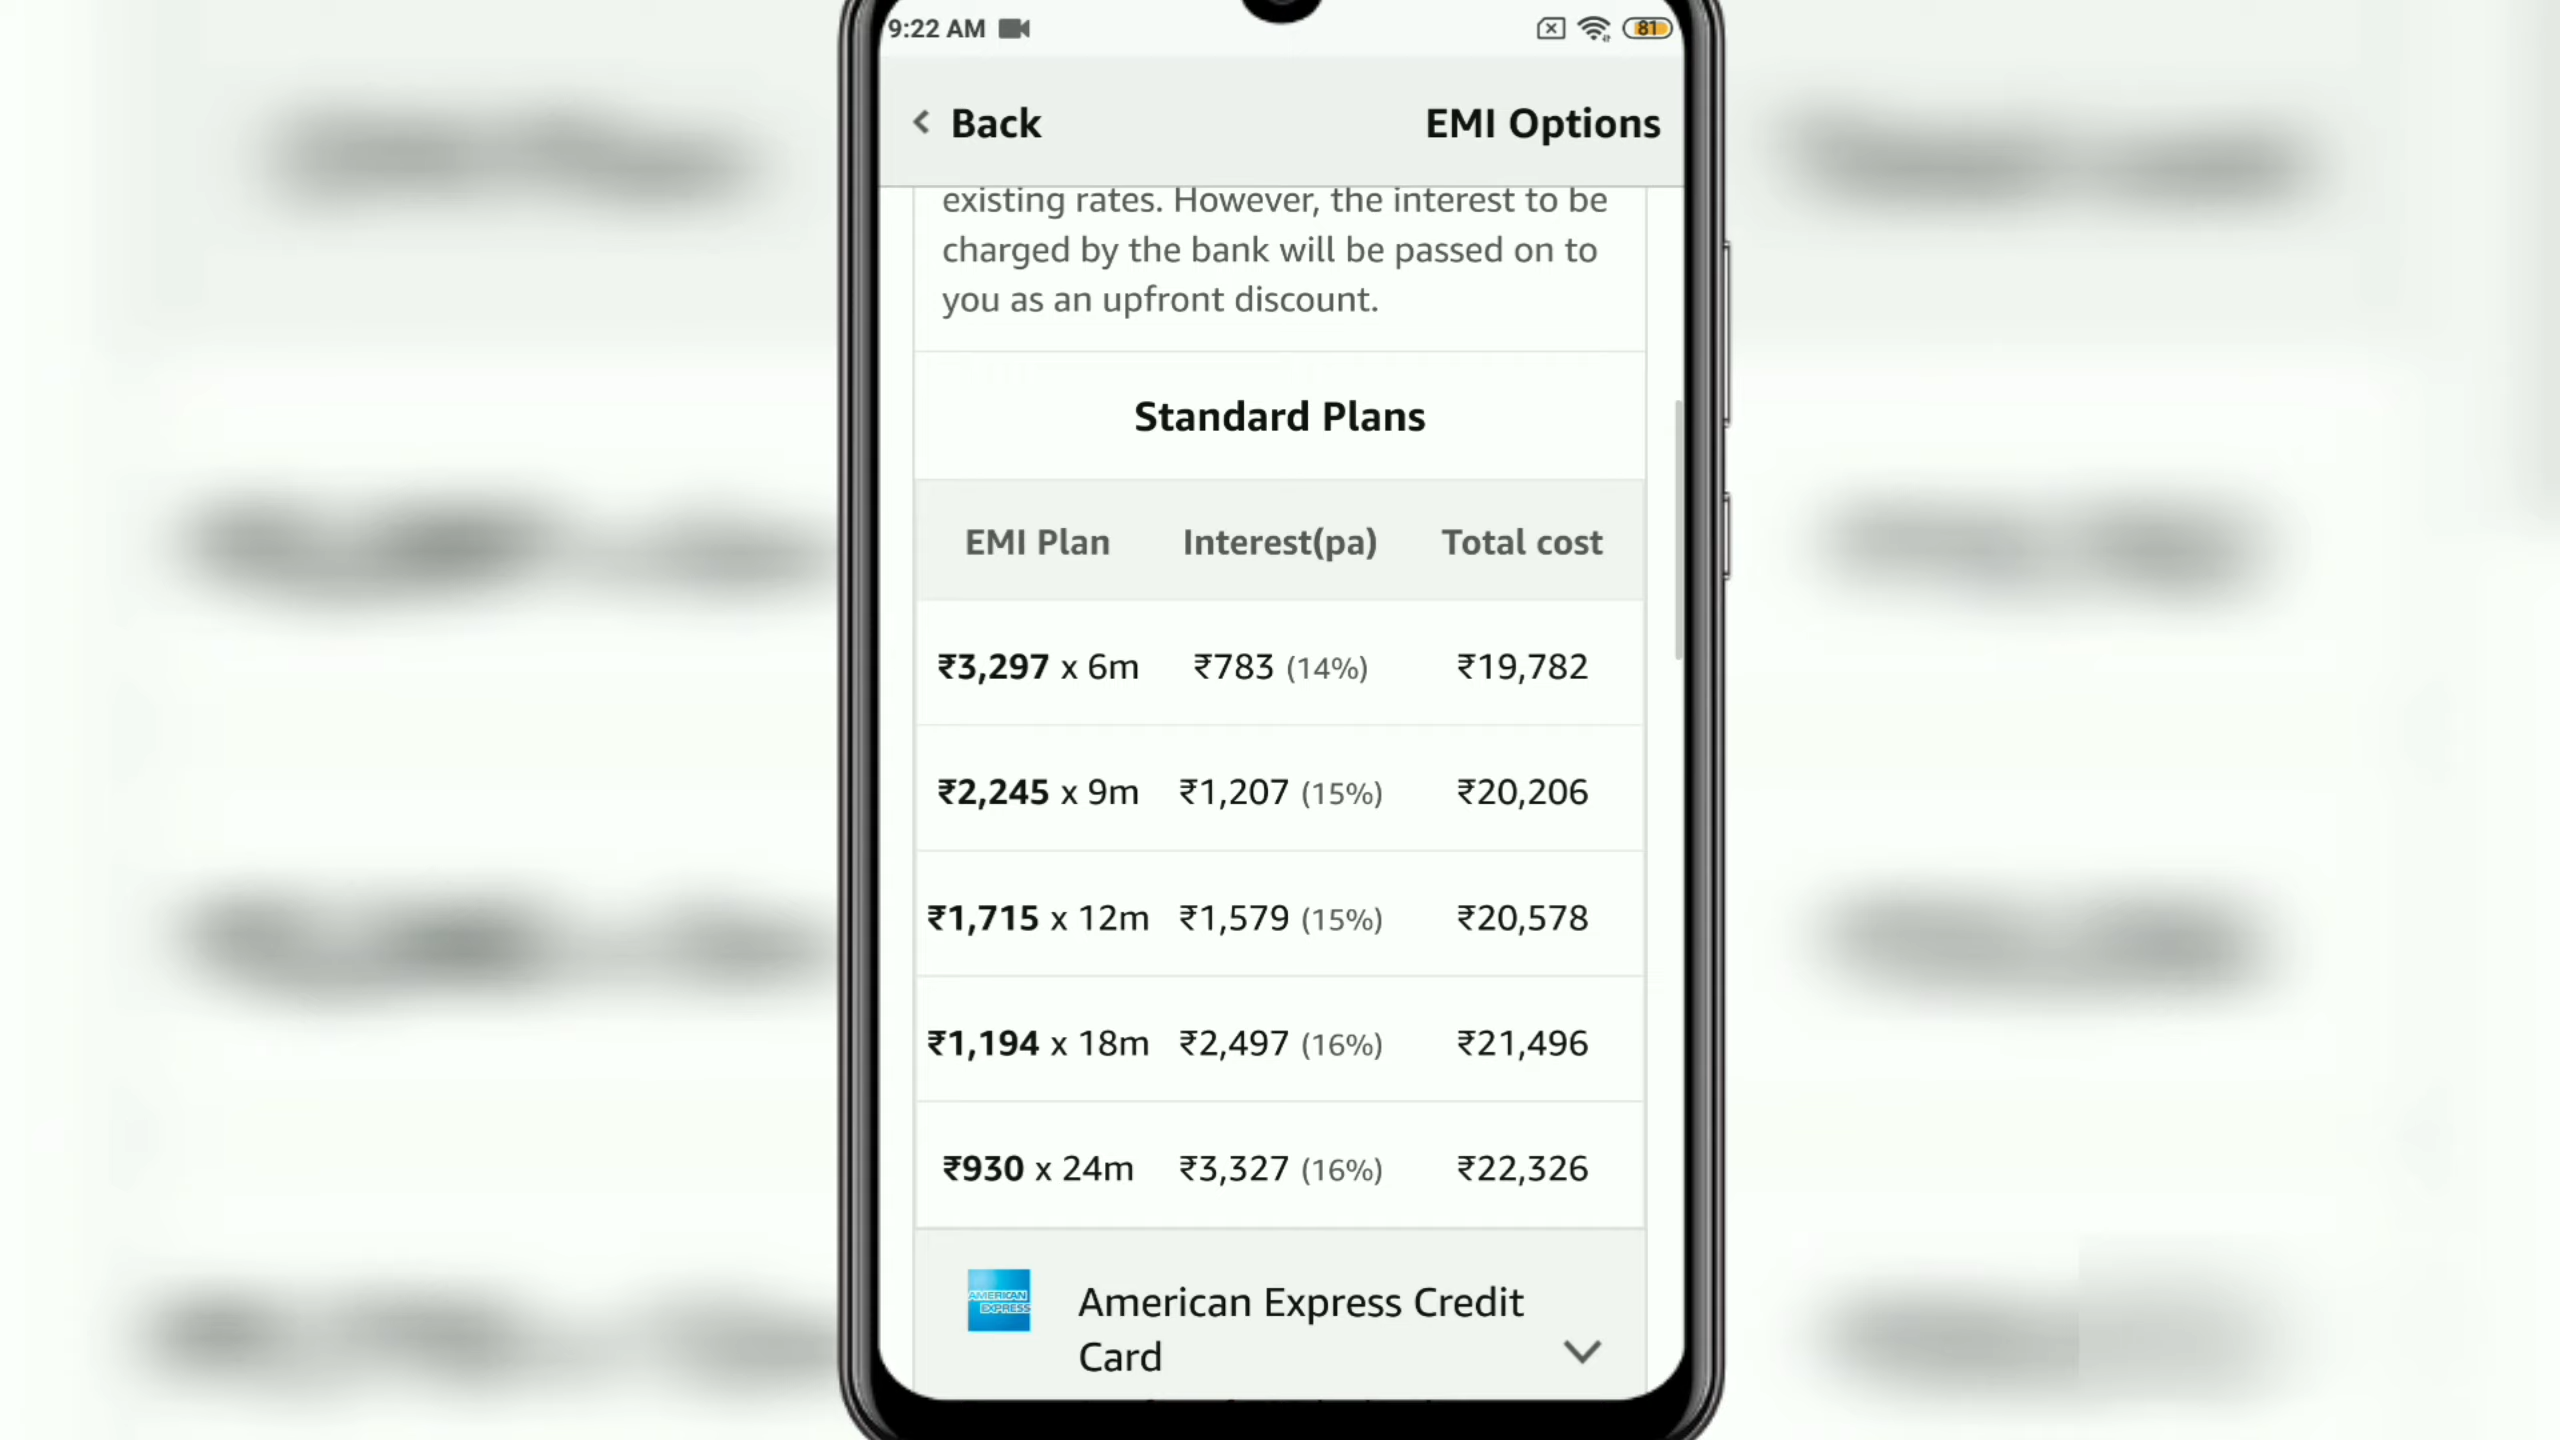 9:22 AM
81
Back
EMI Options
existing rates. However, the interest to be
charged by the bank will be passed on to
you as an upfront discount.
Standard Plans
EMI Plan Interest(pa) Total cost
₹3,297 x 6m ₹783 (14%) ₹19,782
₹2,245 x 9m ₹1,207 (15%) ₹20,206
₹1,715 x 12m ₹1,579 (15%) ₹20,578
₹1,194 x 18m ₹2,497 (16%) ₹21,496
₹930 x 24m ₹3,327 (16%) ₹22,326
AMERICAN
EXPRESS
American Express Credit
Card